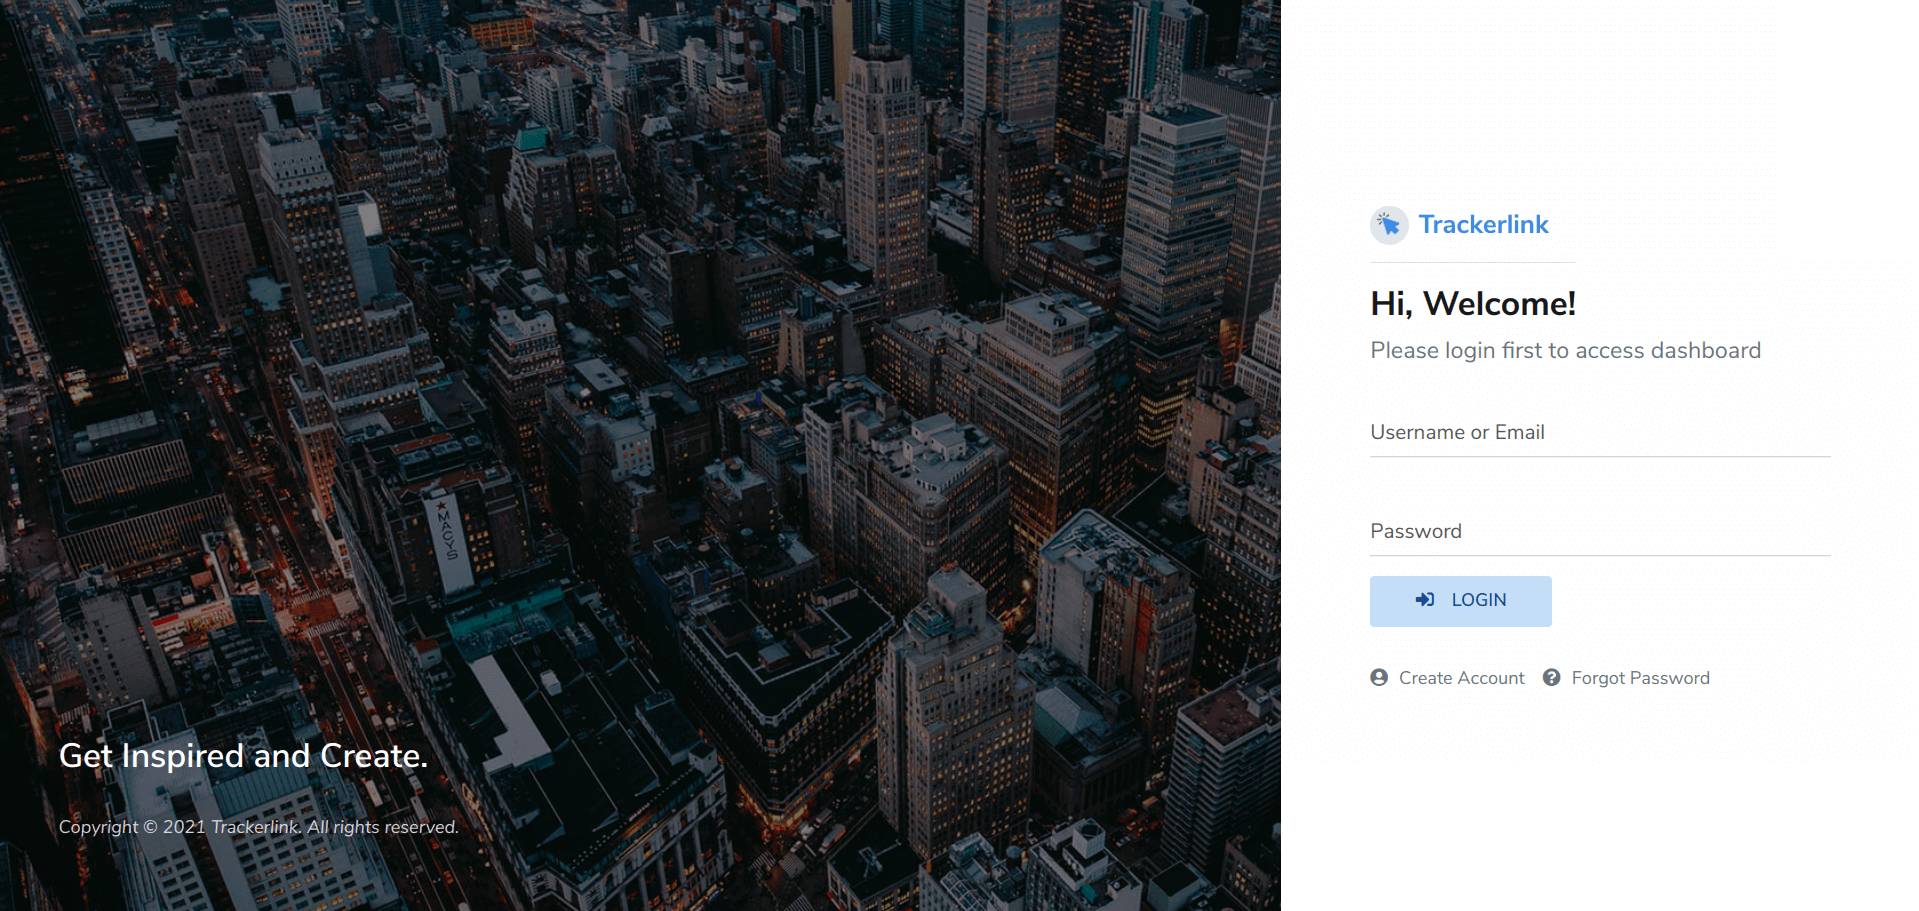 MACYS
Get Inspired and Create.
Copyright © 2021 Trackerlink. All rights reserved.
Trackerlink
Hi, Welcome!
Please login first to access dashboard
Username or Email
Password
LOGIN
Create Account Forgot Password